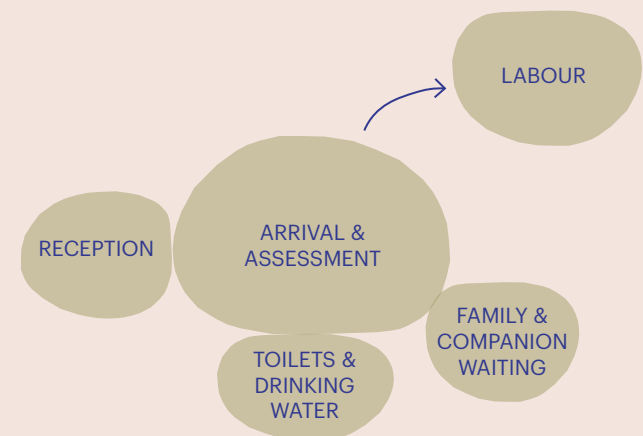 LABOUR
RECEPTION
ARRIVAL &
ASSESSMENT
FAMILY &
COMPANION
WAITING
TOILETS &
DRINKING
WATER